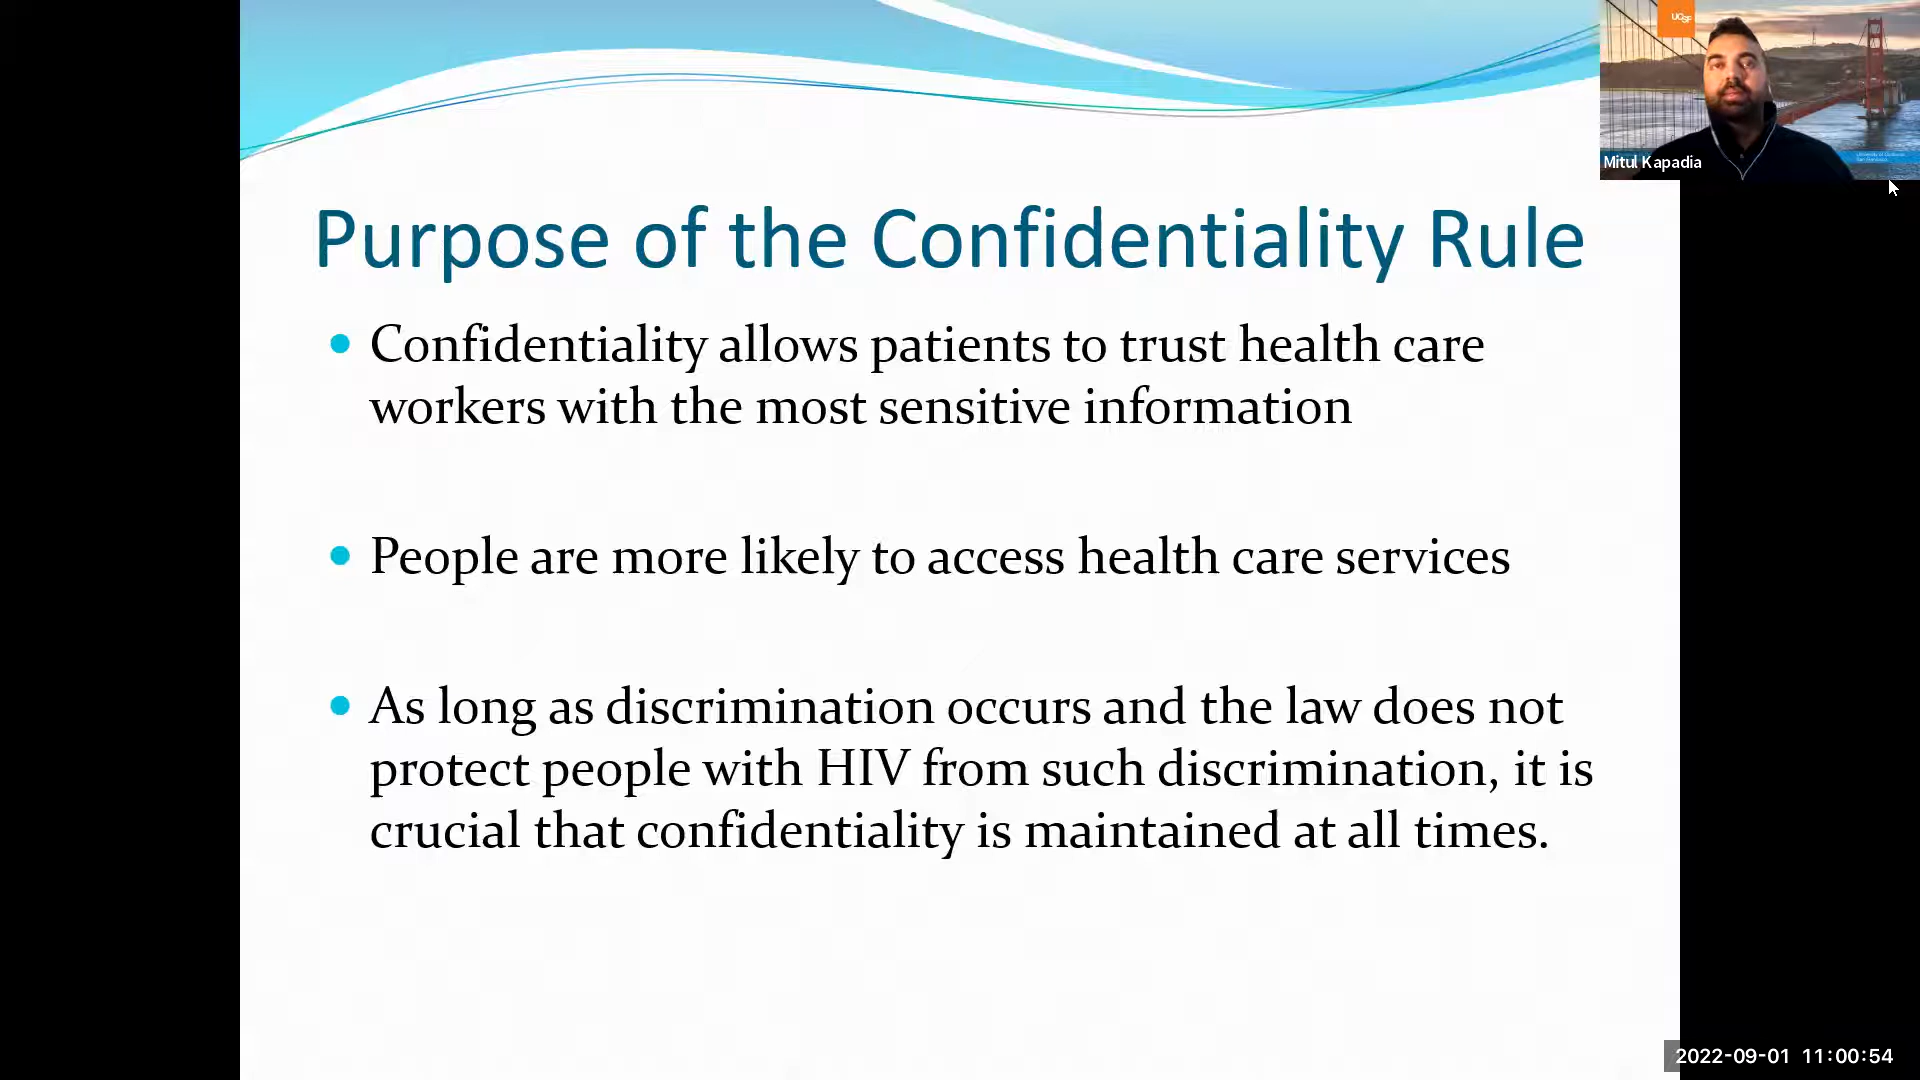 UCSF
Mitul Kapadia
Purpose of the Confidentiality Rule
Confidentiality allows patients to trust health care
workers with the most sensitive information
People are more likely to access health care services
As long as discrimination occurs and the law does not
protect people with HIV from such discrimination, it is
crucial that confidentiality is maintained at all times.
2022-09-01 11:00:54